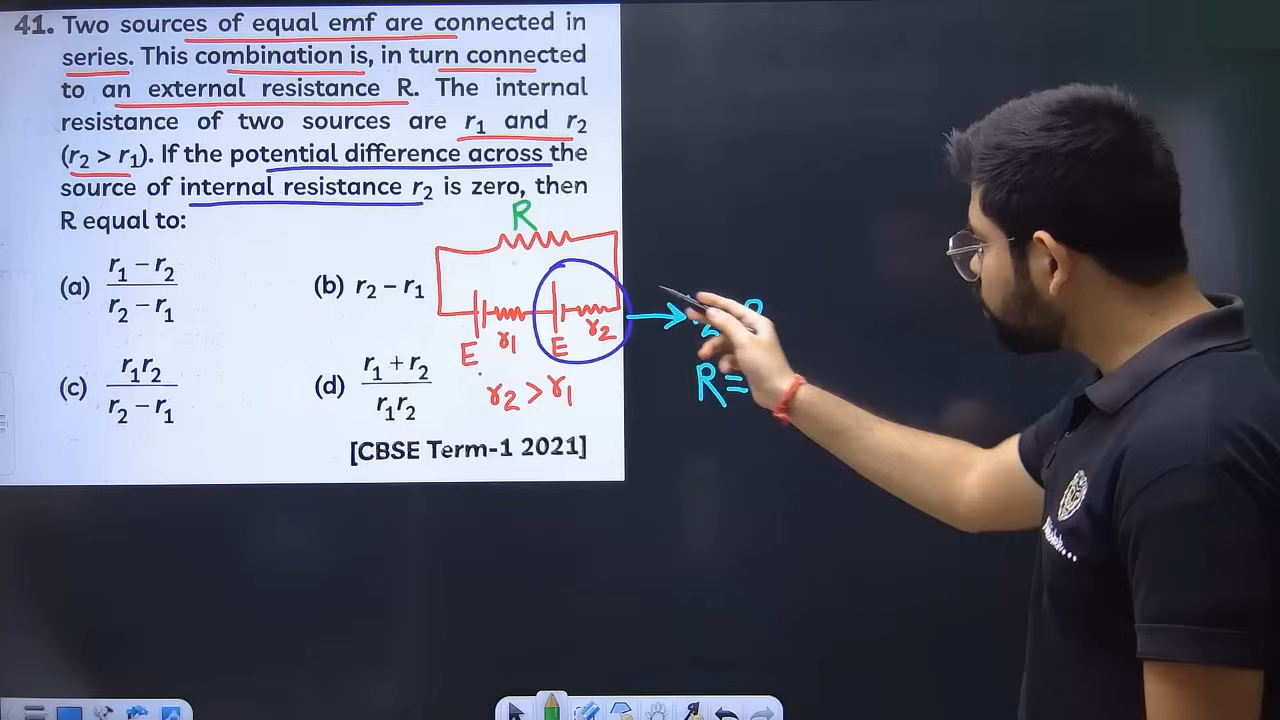 41. Two sources of equal emf are connected in
series. This combination is, in turn connected
to an external resistance R. The internal
resistance of two sources are r₁ and r₂
(r₂ > r₁). If the potential difference across the
source of internal resistance r₂ is zero, then
R equal to:
R
(a) (r₁ − r₂)/(r₂ − r₁)
(b) r₂ − r₁
(c) r₁r₂/(r₂ − r₁)
(d) (r₁ + r₂)/(r₁r₂)
E r₁ E r₂
r₂ > r₁
R=
[CBSE Term-1 2021]